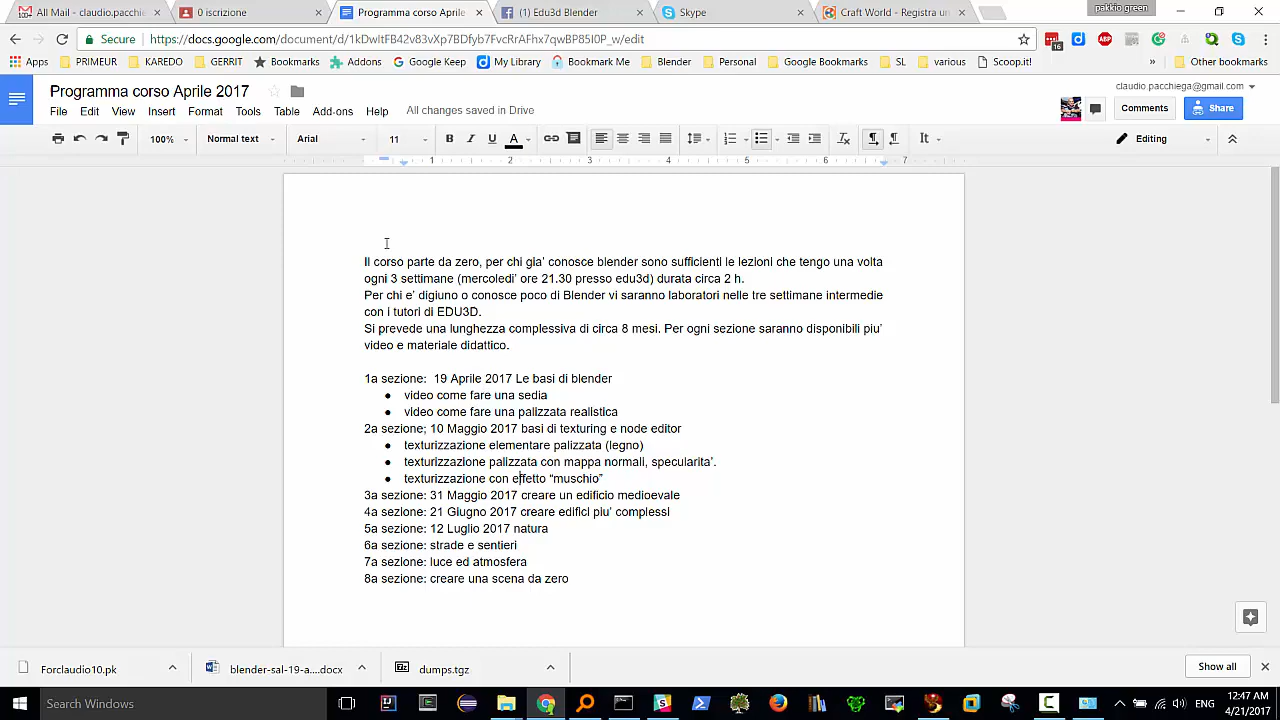 All Mail - claudio.pacchie
0 iscrizione
Programma corso Aprile
(1) Edu3d Blender
Skype
Craft World - Registra un
pakrio green
Secure
https://docs.google.com/document/d/1kDwltFB42v83vXp7BDfyb7FvcRrAFhx7qwBP85I0P_w/edit
Apps
PRIMEUR
KAREDO
GERRIT
Bookmarks
Addons
Google Keep
My Library
Bookmark Me
Blender
Personal
Google Bookmarks
SL
various
Scoop.it!
Other bookmarks
Programma corso Aprile 2017
claudio.pacchiega@gmail.com
File Edit View Insert Format Tools Table Add-ons Help
All changes saved in Drive
Comments
Share
100%
Normal text
Arial
11
Editing
1 2 3 4 5 6 7
Il corso parte da zero, per chi gia' conosce blender sono sufficienti le lezioni che tengo una volta
ogni 3 settimane (mercoledi' ore 21.30 presso edu3d) durata circa 2 h.
Per chi e' digiuno o conosce poco di Blender vi saranno laboratori nelle tre settimane intermedie
con i tutori di EDU3D.
Si prevede una lunghezza complessiva di circa 8 mesi. Per ogni sezione saranno disponibili piu'
video e materiale didattico.
1a sezione: 19 Aprile 2017 Le basi di blender
● video come fare una sedia
● video come fare una palizzata realistica
2a sezione; 10 Maggio 2017 basi di texturing e node editor
● texturizzazione elementare palizzata (legno)
● texturizzazione palizzata con mappa normali, specularita'.
● texturizzazione con effetto “muschio”
3a sezione: 31 Maggio 2017 creare un edificio medioevale
4a sezione: 21 Giugno 2017 creare edifici piu' complessi
5a sezione: 12 Luglio 2017 natura
6a sezione: strade e sentieri
7a sezione: luce ed atmosfera
8a sezione: creare una scena da zero
Forclaudio10.pk
blender-sal-19-a....docx
dumps.tgz
Show all
Search Windows
ENG
12:47 AM
4/21/2017